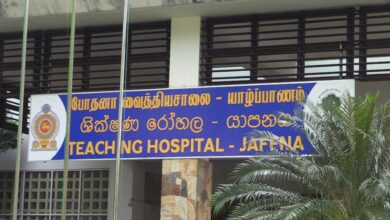 போதனா வைத்தியசாலை - யாழ்ப்பாணம்
ශික්ෂණ රෝහල - යාපනය
TEACHING HOSPITAL - JAFFNA